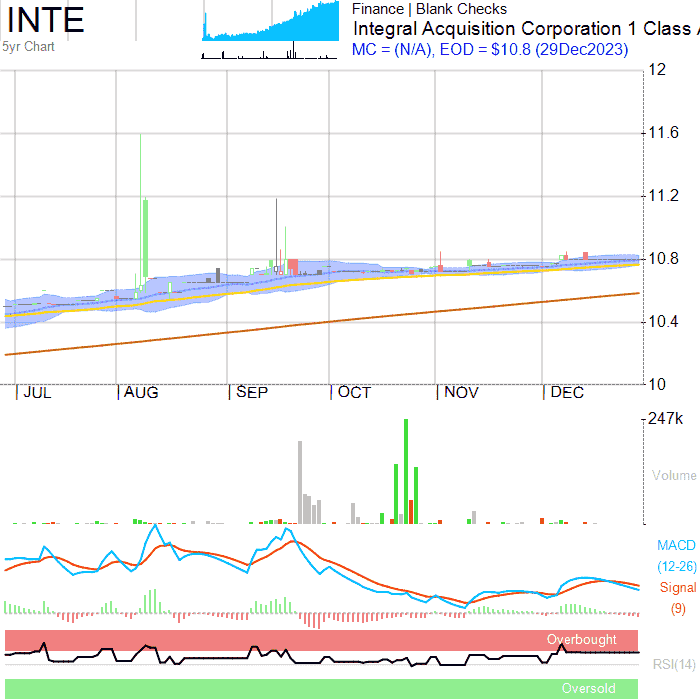 INTE
5yr Chart
Finance | Blank Checks
Integral Acquisition Corporation 1 Class
MC = (N/A), EOD = $10.8 (29Dec2023)
12
11.6
11.2
10.8
10.4
10
JUL AUG SEP OCT NOV DEC
247k
Volume
MACD
(12-26)
Signal
(9)
Overbought
RSI(14)
Oversold